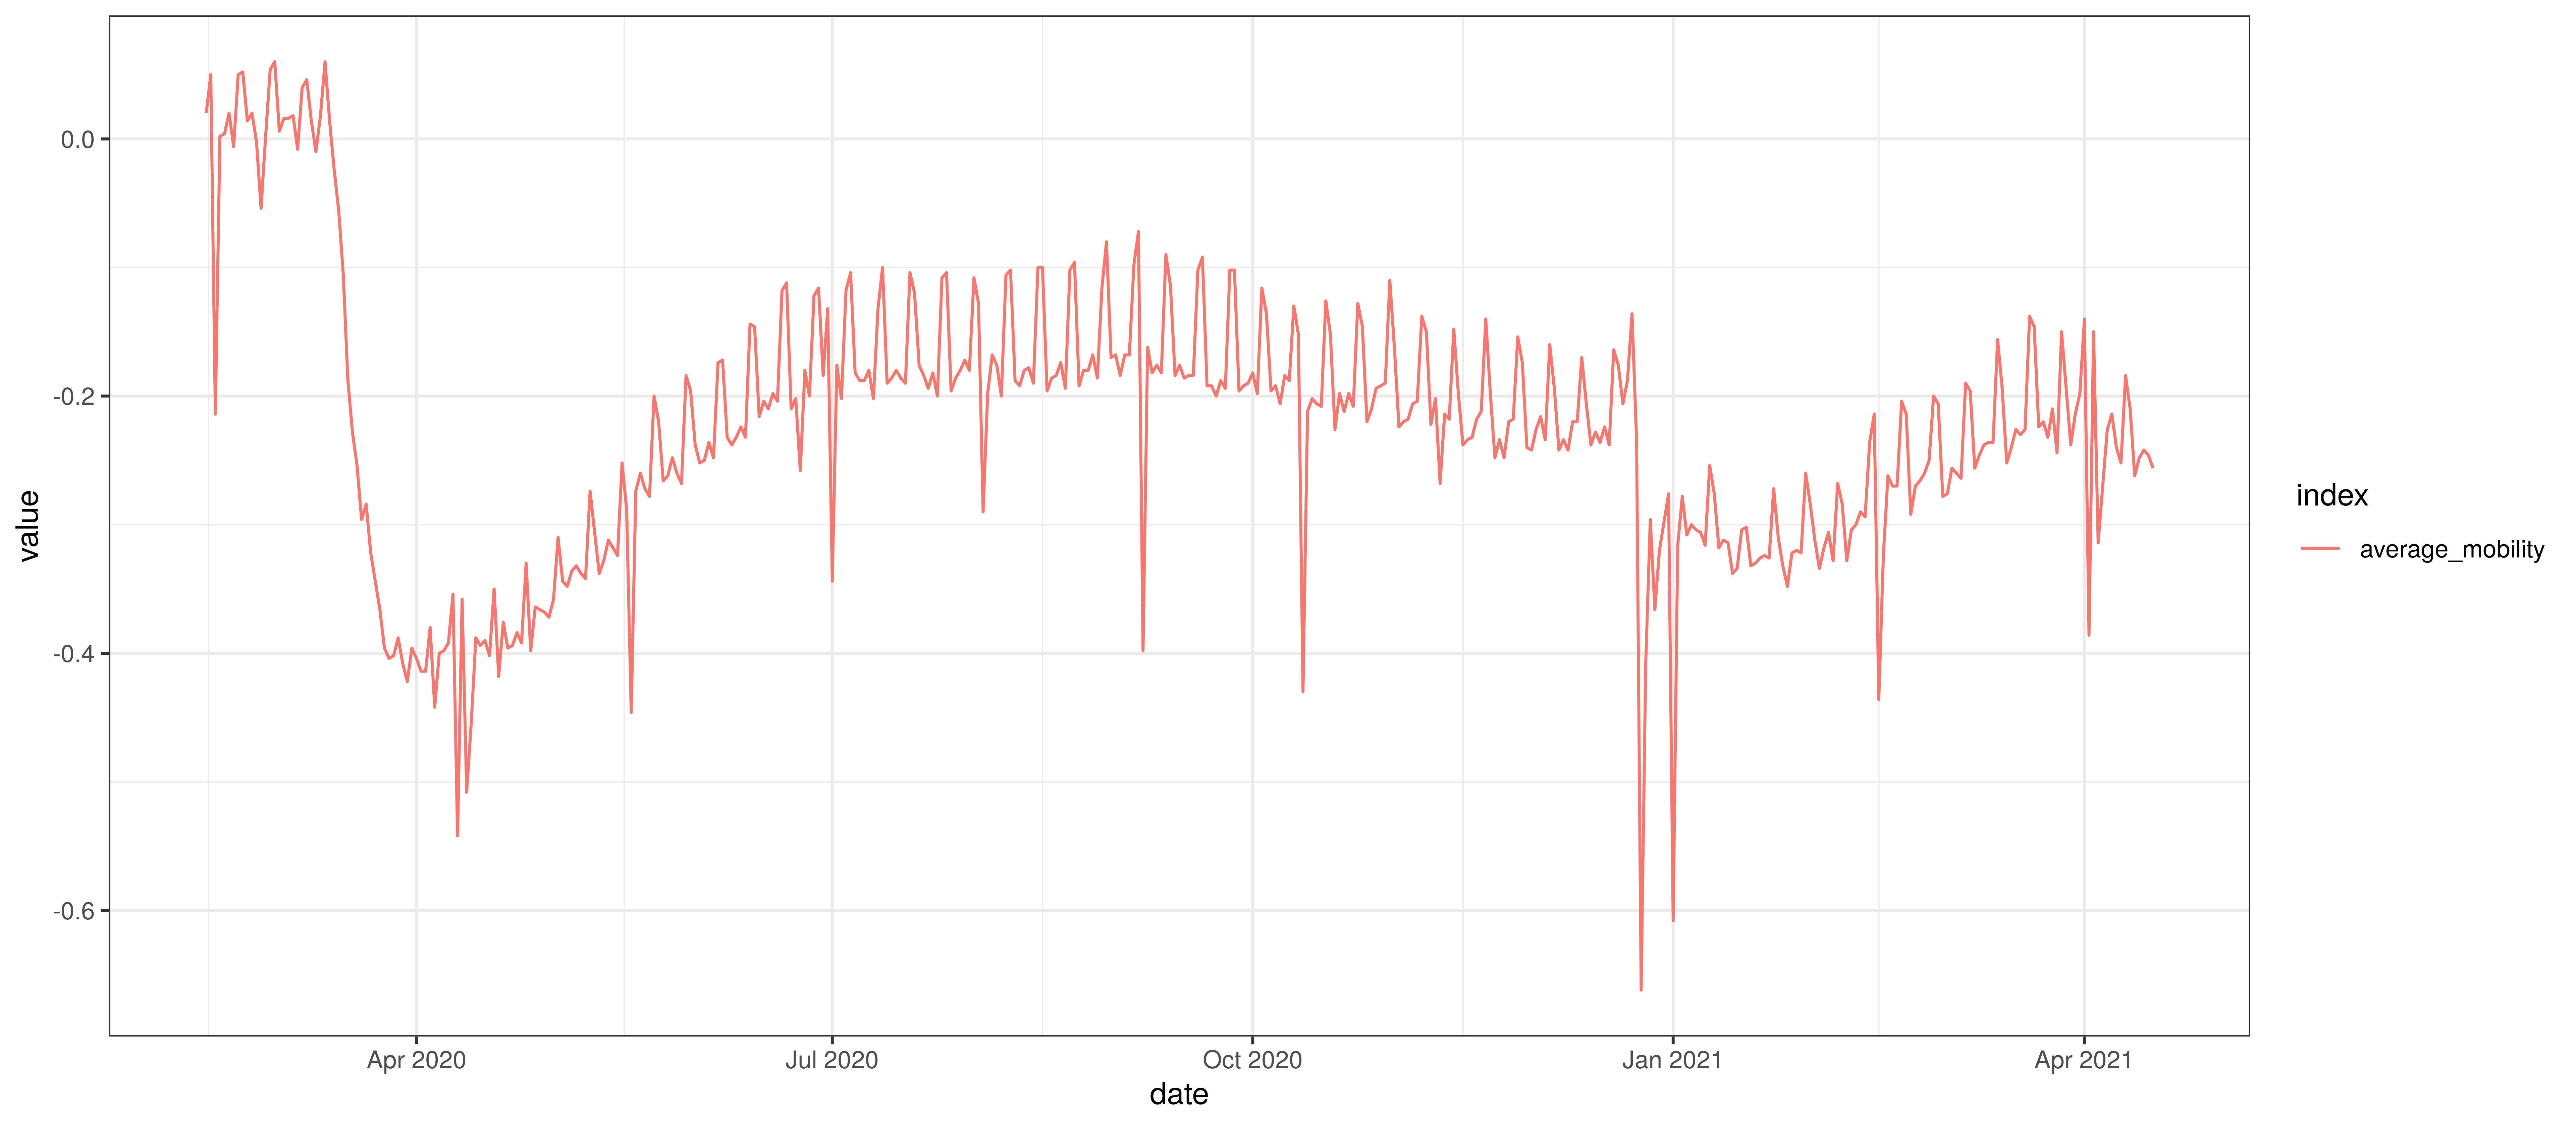 0.0
-0.2
-0.4
-0.6
value
Apr 2020
Jul 2020
Oct 2020
Jan 2021
Apr 2021
date
index
average_mobility